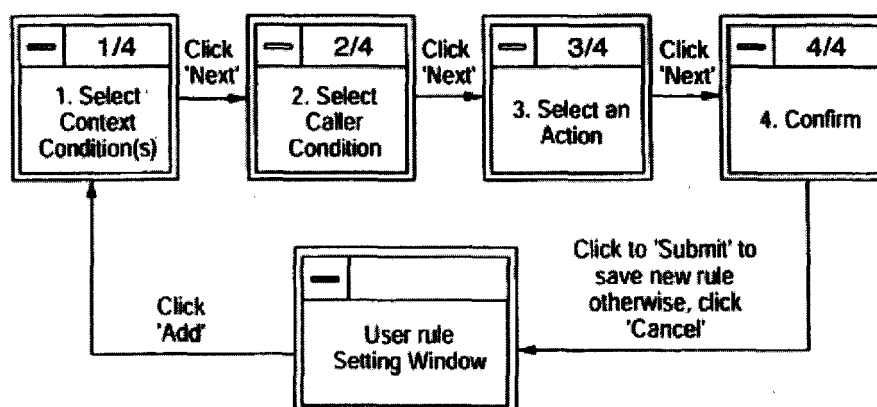 1/4
1. Select
Context
Condition(s)
Click
'Next'
2/4
2. Select
Caller
Condition
Click
'Next'
3/4
3. Select an
Action
Click
'Next'
4/4
4. Confirm
Click to 'Submit' to
save new rule
otherwise, click
'Cancel'
User rule
Setting Window
Click
'Add'